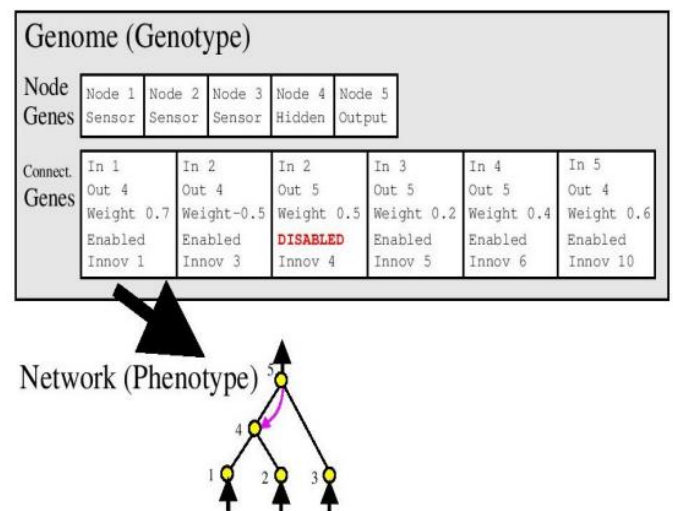 Genome (Genotype)
Node Genes
Node 1 Node 2 Node 3 Node 4 Node 5
Sensor Sensor Sensor Hidden Output
Connect. Genes
In 1 In 2 In 2 In 3 In 4 In 5
Out 4 Out 4 Out 5 Out 5 Out 5 Out 4
Weight 0.7 Weight-0.5 Weight 0.5 Weight 0.2 Weight 0.4 Weight 0.6
Enabled Enabled DISABLED Enabled Enabled Enabled
Innov 1 Innov 3 Innov 4 Innov 5 Innov 6 Innov 10
Network (Phenotype)
5
4
1 2 3